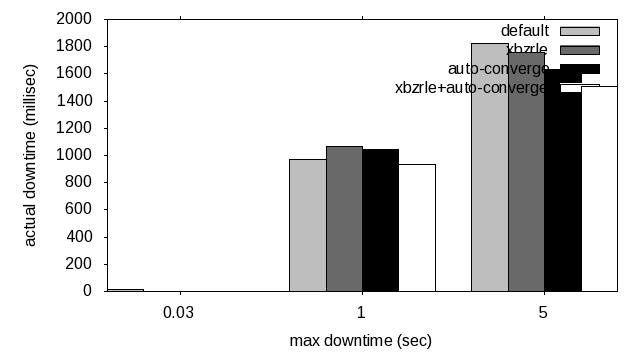 2000
1800
1600
1400
1200
1000
800
600
400
200
0
actual downtime (millisec)
default
xbzrle
auto-converge
xbzrle+auto-converge
0.03
1
5
max downtime (sec)